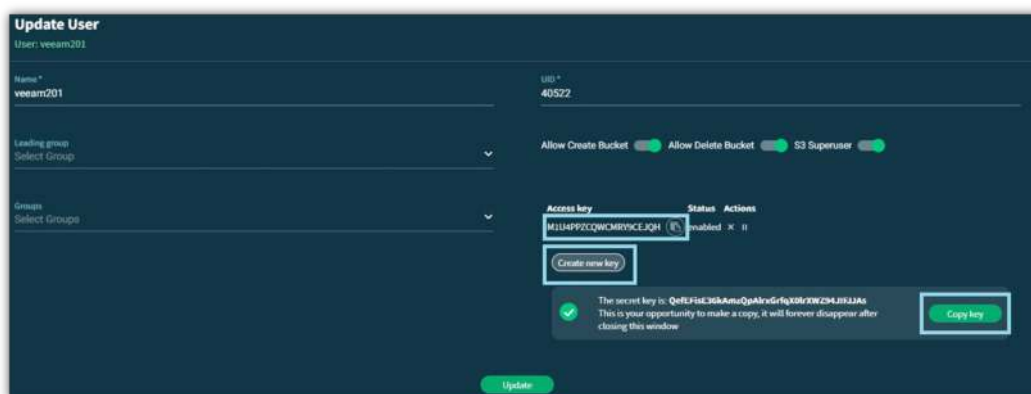 Update User
User: veeam201
Name *
veeam201
UID *
40522
Leading group
Select Group
Allow Create Bucket Allow Delete Bucket S3 Superuser
Groups
Select Groups
Access key Status Actions
M1U4PPZCQWCMRY9CEJQH enabled
Create new key
The secret key is:
This is your opportunity to make a copy, it will forever disappear after
closing this window
Copy key
Update